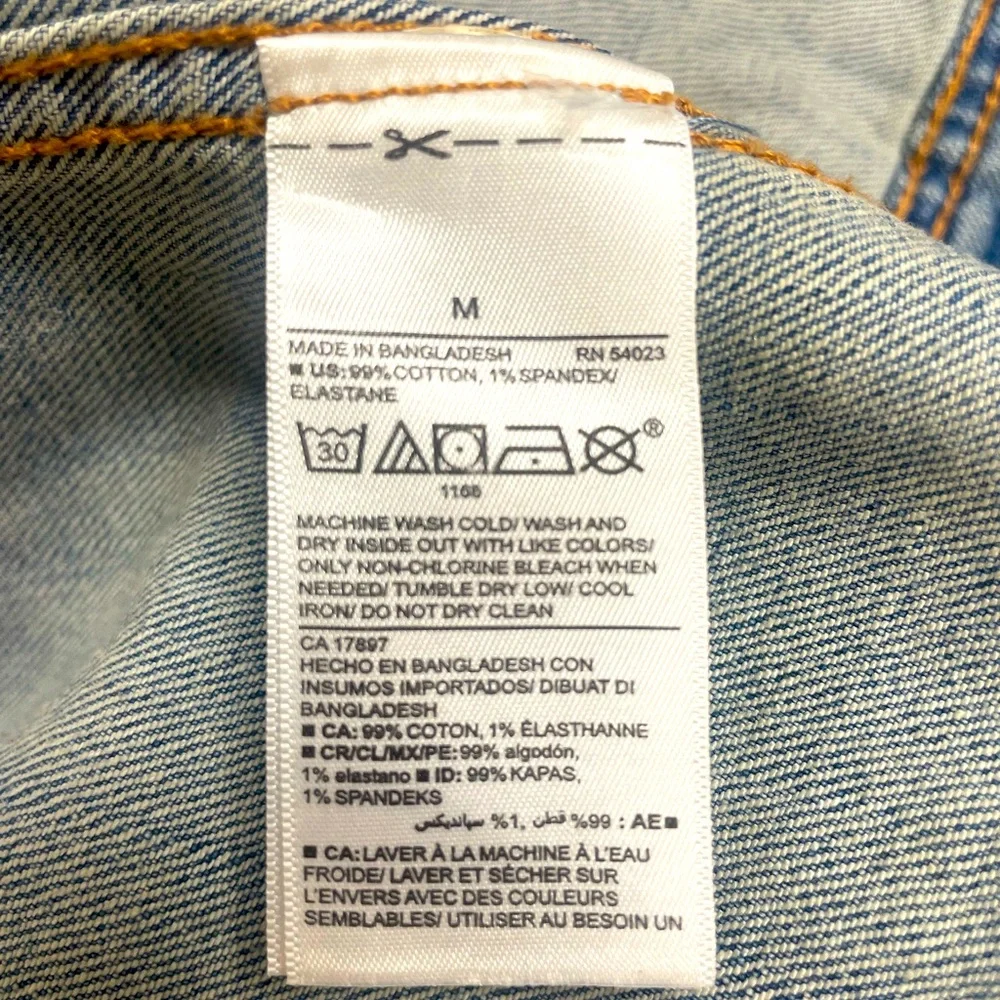 M
MADE IN BANGLADESH RN 54023
■ US: 99% COTTON, 1% SPANDEX/
ELASTANE
30 ®
1168
MACHINE WASH COLD/ WASH AND
DRY INSIDE OUT WITH LIKE COLORS/
ONLY NON-CHLORINE BLEACH WHEN
NEEDED/ TUMBLE DRY LOW/ COOL
IRON/ DO NOT DRY CLEAN
CA 17897
HECHO EN BANGLADESH CON
INSUMOS IMPORTADOS/ DIBUAT DI
BANGLADESH
■ CA: 99% COTON, 1% ÉLASTHANNE
■ CR/CL/MX/PE: 99% algodón,
1% elastano ■ ID: 99% KAPAS,
1% SPANDEKS
■ AE : %99 قطن ,%1 سباندیكس
■ CA: LAVER À LA MACHINE À L'EAU
FROIDE/ LAVER ET SÉCHER SUR
L'ENVERS AVEC DES COULEURS
SEMBLABLES/ UTILISER AU BESOIN UN